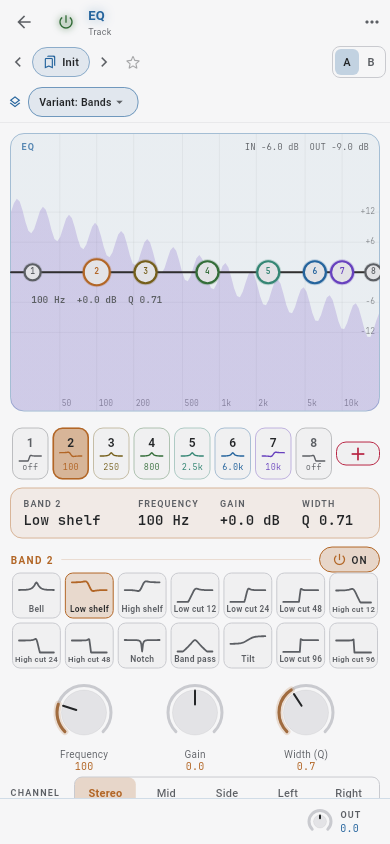 EQ
Track
Init
A B
Variant: Bands
EQ IN -6.0 dB OUT -9.0 dB
+12
+6
1 2 3 4 5 6 7 8
100 Hz +0.0 dB Q 0.71
-6
-12
50 100 200 500 1k 2k 5k 10k
1 2 3 4 5 6 7 8
off 100 250 800 2.5k 6.0k 10k off
BAND 2 FREQUENCY GAIN WIDTH
Low shelf 100 Hz +0.0 dB Q 0.71
BAND 2 ON
Bell Low shelf High shelf Low cut 12 Low cut 24 Low cut 48 High cut 12
High cut 24 High cut 48 Notch Band pass Tilt Low cut 96 High cut 96
Frequency Gain Width (Q)
100 0.0 0.7
CHANNEL Stereo Mid Side Left Right
OUT
0.0